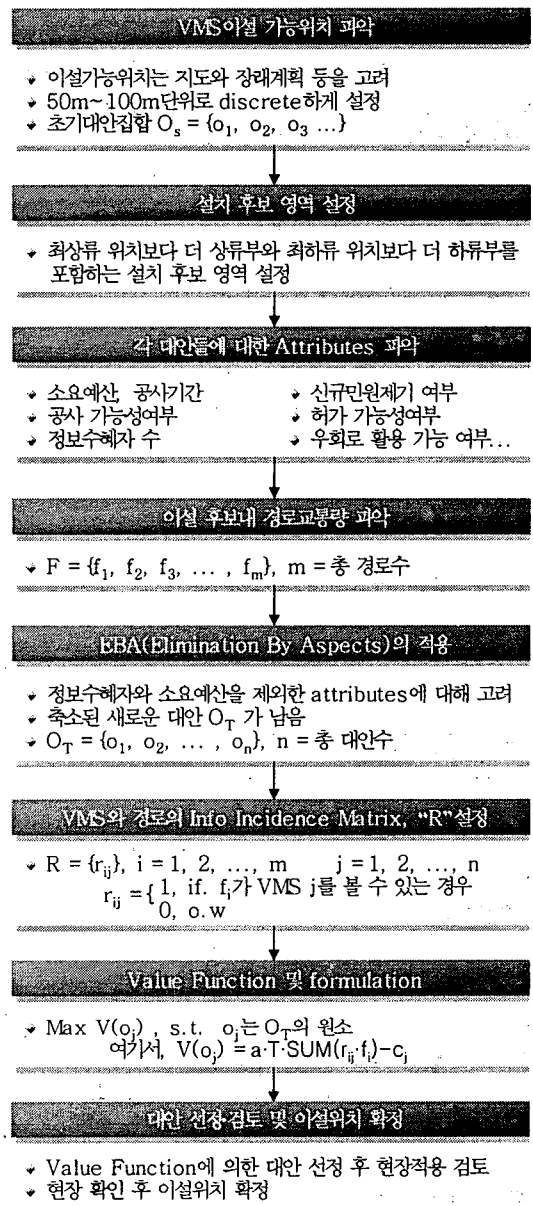 VMS이설 가능위치 파악
이설가능위치는 지도와 장래계획 등을 고려
50m~100m단위로 discrete하게 설정
초기대안집합 Oₛ = {o₁, o₂, o₃ ...}
설치 후보 영역 설정
최상류 위치보다 더 상류부와 최하류 위치보다 더 하류부를
포함하는 설치 후보 영역 설정
각 대안들에 대한 Attributes 파악
소요예산, 공사기간 신규민원제기 여부
공사 가능성여부 허가 가능성여부
정보수혜자 수 우회로 활용 가능 여부...
이설 후보내 경로교통량 파악
F = {f₁, f₂, f₃, ... , fₘ}, m = 총 경로수
EBA(Elimination By Aspects)의 적용
정보수혜자와 소요예산을 제외한 attributes에 대해 고려
축소된 새로운 대안 O_T 가 남음
O_T = {o₁, o₂, ... , oₙ}, n = 총 대안수
VMS와 경로의 Info Incidence Matrix, "R"설정
R = {rᵢⱼ}, i = 1, 2, ..., m j = 1, 2, ..., n
rᵢⱼ = { 1, if. fᵢ가 VMS j를 볼 수 있는 경우
0, o.w
Value Function 및 formulation
Max V(oⱼ) , s.t. oⱼ는 O_T의 원소
여기서, V(oⱼ) = a·T·SUM(rᵢⱼ·fᵢ)-cⱼ
대안 선정·검토 및 이설위치 확정
Value Function에 의한 대안 선정 후 현장적용 검토
현장 확인 후 이설위치 확정